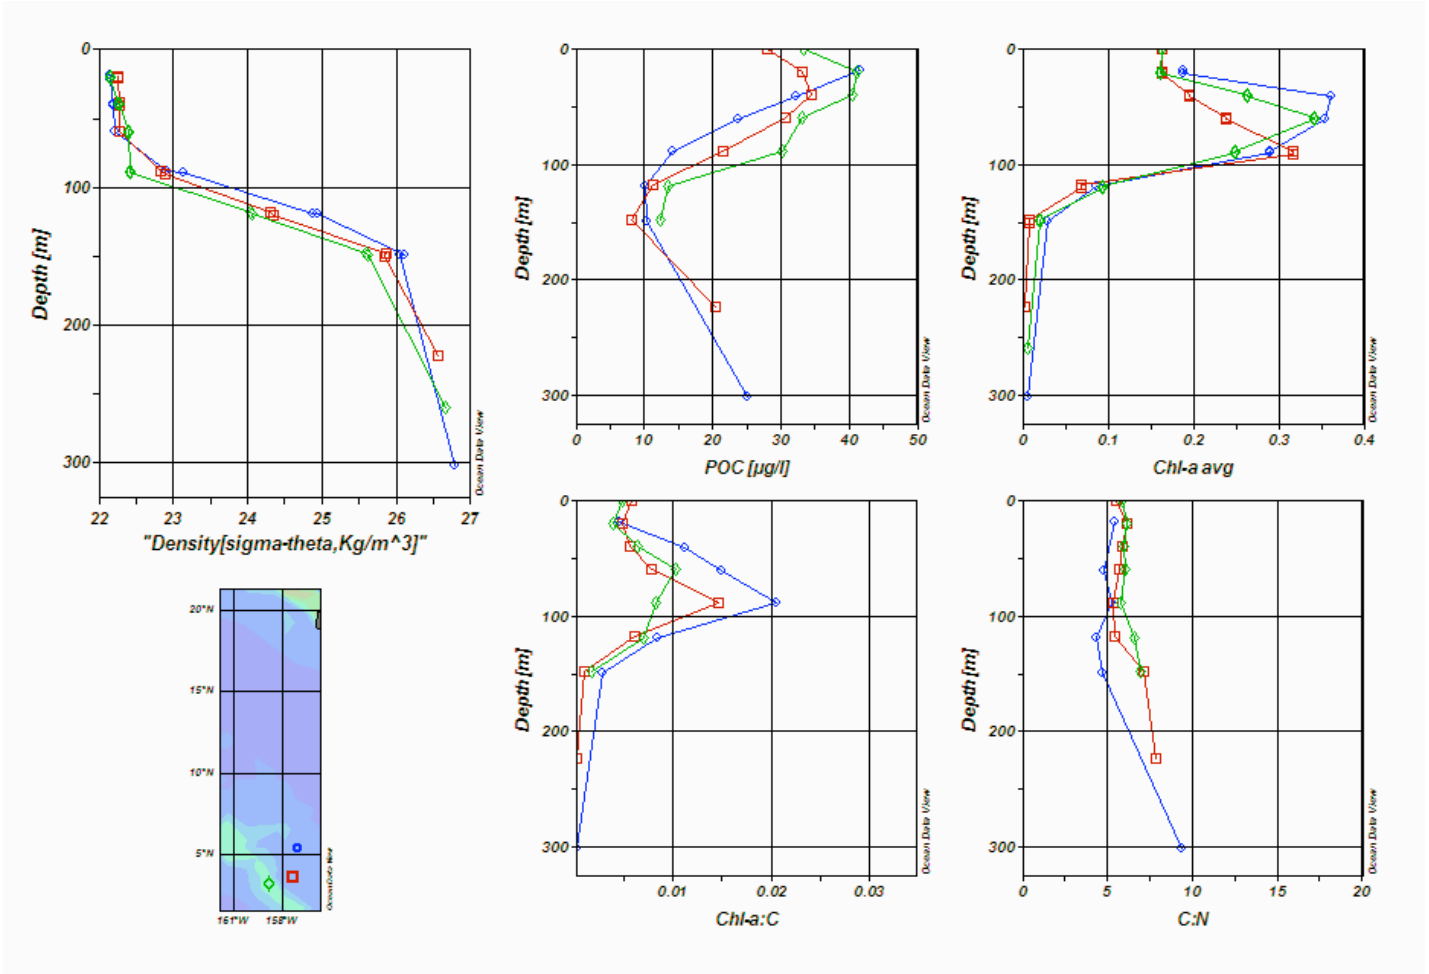 0
100
200
300
Depth [m]
22 23 24 25 26 27
"Density[sigma-theta,Kg/m^3]"
Ocean Data View
0
100
200
300
Depth [m]
0 10 20 30 40 50
POC [µg/l]
Ocean Data View
0
100
200
300
Depth [m]
0 0.1 0.2 0.3 0.4
Chl-a avg
Ocean Data View
20°N
15°N
10°N
5°N
161°W 158°W
Ocean Data View
0
100
200
300
Depth [m]
0.01 0.02 0.03
Chl-a:C
Ocean Data View
0
100
200
300
Depth [m]
0 5 10 15 20
C:N
Ocean Data View